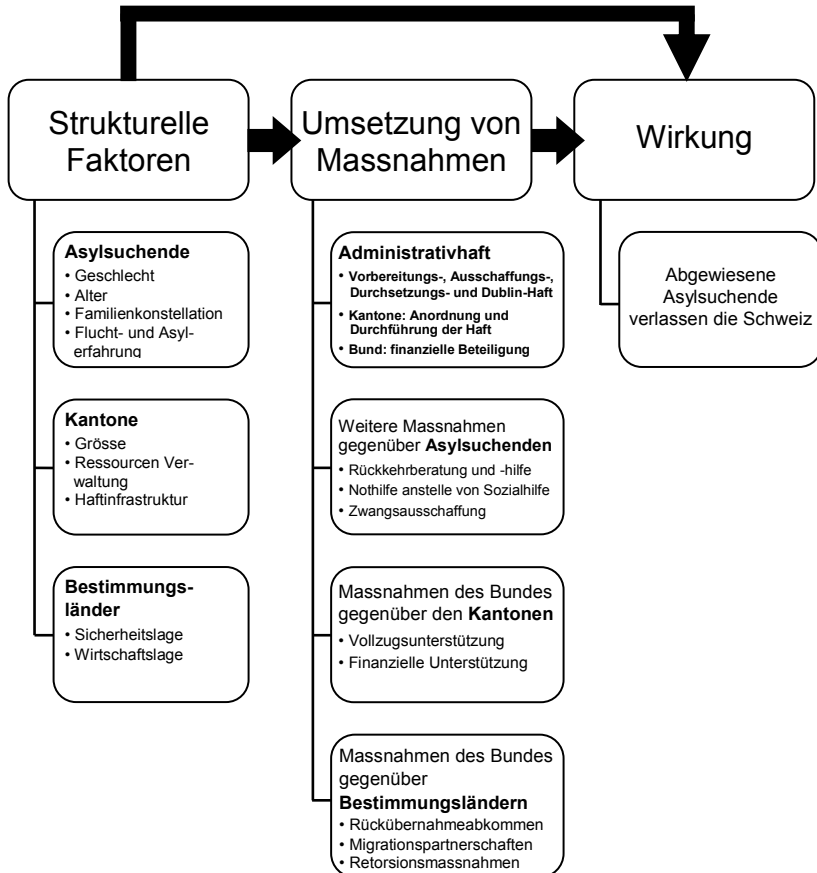 Strukturelle
Faktoren
Umsetzung von
Massnahmen
Wirkung
Asylsuchende
• Geschlecht
• Alter
• Familienkonstellation
• Flucht- und Asyl-
erfahrung
Kantone
• Grösse
• Ressourcen Ver-
waltung
• Haftinfrastruktur
Bestimmungs-
länder
• Sicherheitslage
• Wirtschaftslage
Administrativhaft
• Vorbereitungs-, Ausschaffungs-,
Durchsetzungs- und Dublin-Haft
• Kantone: Anordnung und
Durchführung der Haft
• Bund: finanzielle Beteiligung
Weitere Massnahmen
gegenüber Asylsuchenden
• Rückkehrberatung und -hilfe
• Nothilfe anstelle von Sozialhilfe
• Zwangsausschaffung
Massnahmen des Bundes
gegenüber den Kantonen
• Vollzugsunterstützung
• Finanzielle Unterstützung
Massnahmen des Bundes
gegenüber
Bestimmungsländern
• Rückübernahmeabkommen
• Migrationspartnerschaften
• Retorsionsmassnahmen
Abgewiesene
Asylsuchende
verlassen die Schweiz